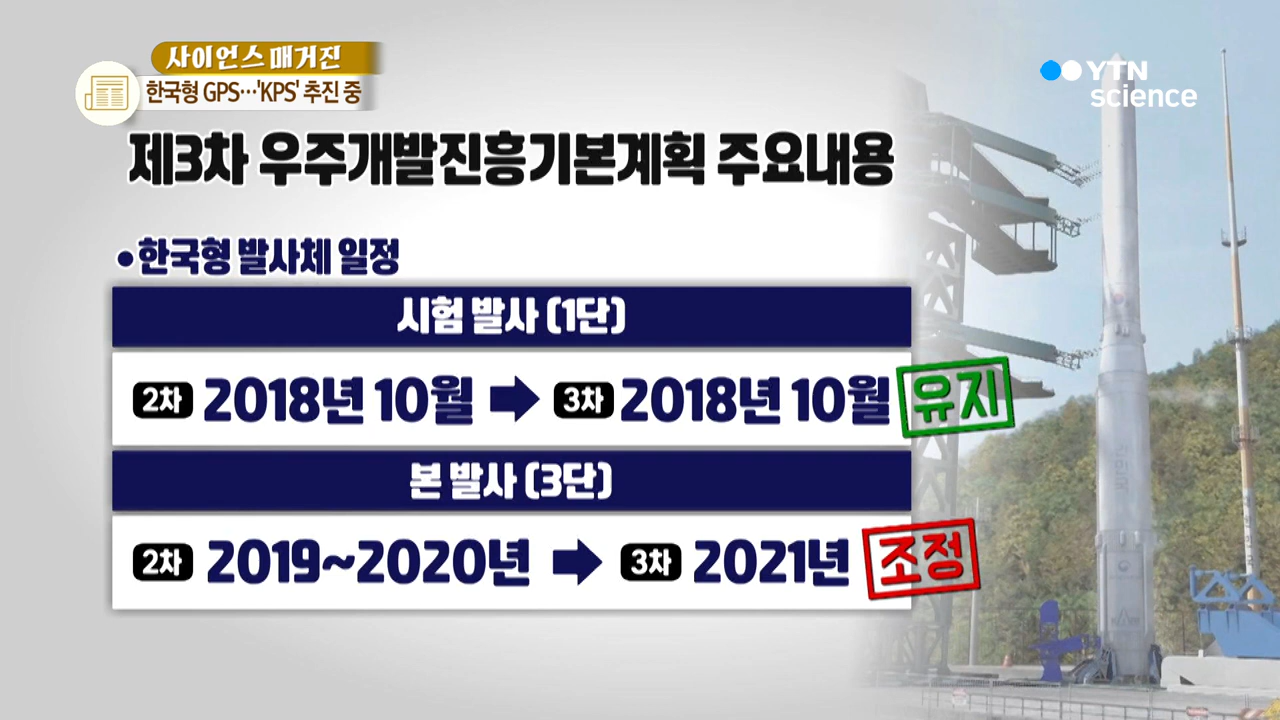 사이언스 매거진
한국형 GPS…'KPS' 추진 중
YTN
science
제3차 우주개발진흥기본계획 주요내용
•한국형 발사체 일정
시험 발사 (1단)
2차 2018년 10월 → 3차 2018년 10월 유지
본 발사 (3단)
2차 2019~2020년 → 3차 2021년 조정